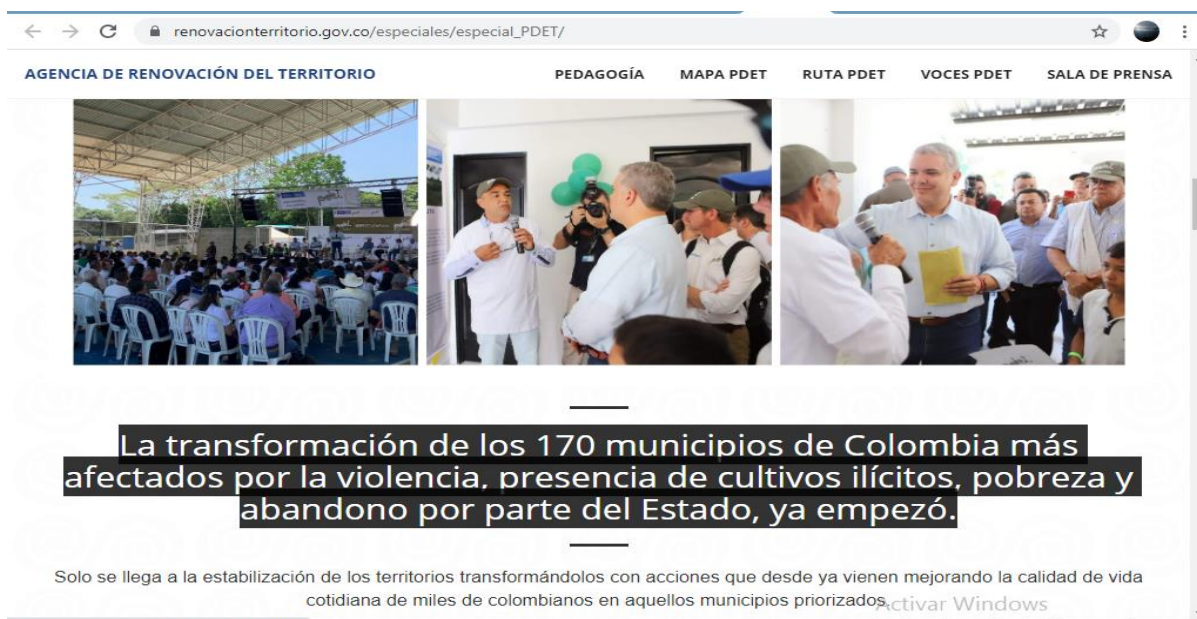 renovacionterritorio.gov.co/especiales/especial_PDET/
AGENCIA DE RENOVACIÓN DEL TERRITORIO
PEDAGOGÍA MAPA PDET RUTA PDET VOCES PDET SALA DE PRENSA
La transformación de los 170 municipios de Colombia más
afectados por la violencia, presencia de cultivos ilícitos, pobreza y
abandono por parte del Estado, ya empezó.
Solo se llega a la estabilización de los territorios transformándolos con acciones que desde ya vienen mejorando la calidad de vida
cotidiana de miles de colombianos en aquellos municipios priorizados.
Activar Windows